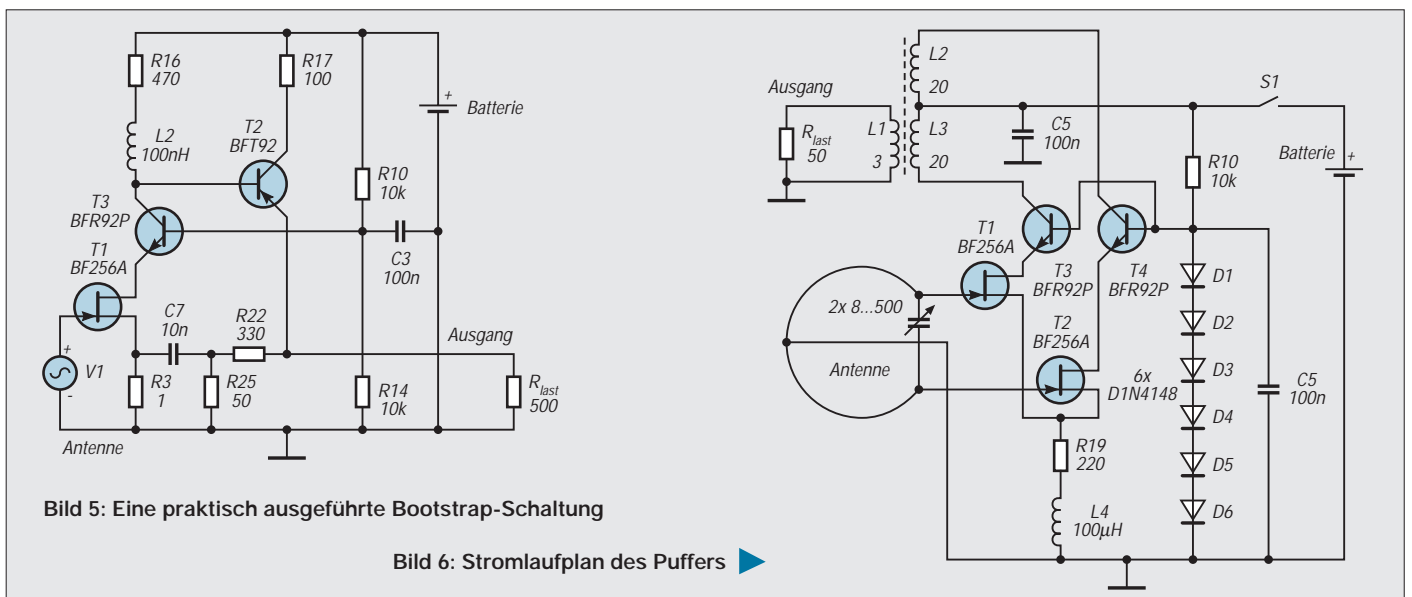 R16
470
R17
100
+
Batterie
L2
100nH
T2
BFT92
R10
10k
T3
BFR92P
C3
100n
T1
BF256A
C7
10n
R22
330
Ausgang
+
V1
-
R3
1
R25
50
R14
10k
R last
500
Antenne
Bild 5: Eine praktisch ausgeführte Bootstrap-Schaltung
Bild 6: Stromlaufplan des Puffers
L2
20
S1
Ausgang
R last
50
L1
3
L3
20
C5
100n
R10
10k
Batterie
+
T1
BF256A
T3
BFR92P
T4
BFR92P
D1
2x 8...500
D2
T2
BF256A
Antenne
D3
6x
D1N4148
C5
100n
D4
R19
220
D5
L4
100µH
D6